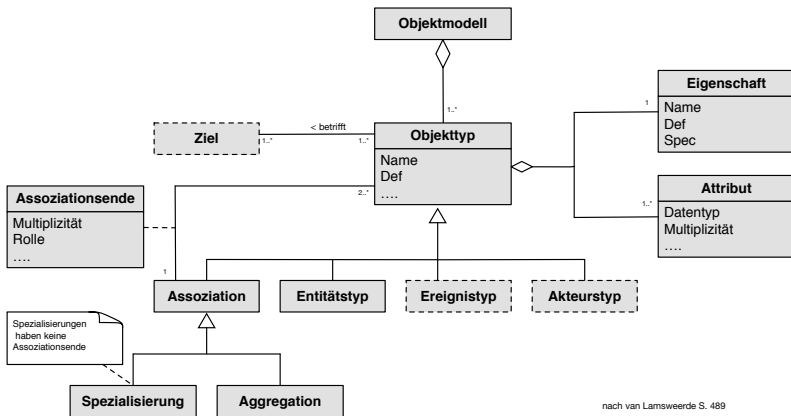 Objektmodell
1..*
Eigenschaft
Name
Def
Spec
1
< betrifft
Ziel
1..*
1..*
Objekttyp
Name
Def
....
2..*
Attribut
Datentyp
Multiplizität
....
1..*
Assoziationsende
Multiplizität
Rolle
....
1
Assoziation
Entitätstyp
Ereignistyp
Akteurstyp
Spezialisierungen
haben keine
Assoziationsende
Spezialisierung
Aggregation
nach van Lamsweerde S. 489